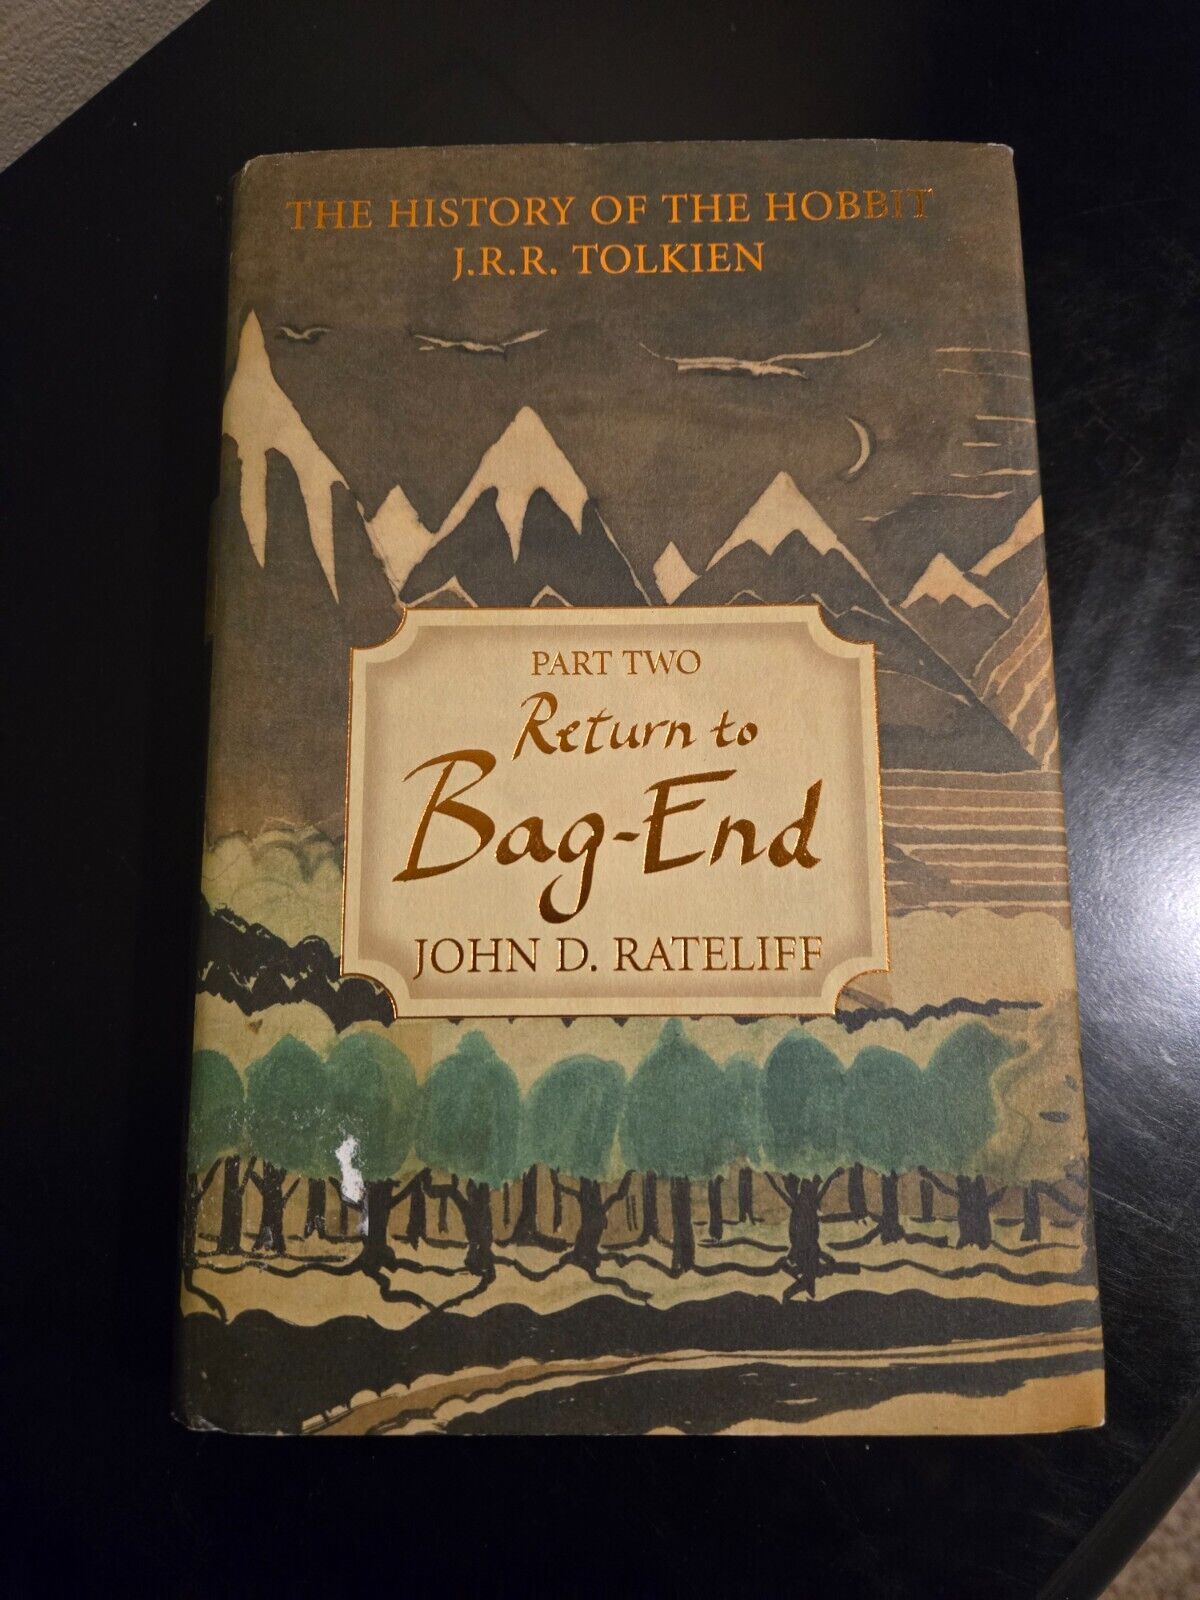 THE HISTORY OF THE HOBBIT
J.R.R. TOLKIEN
PART TWO
Return to
Bag-End
JOHN D. RATELIFF